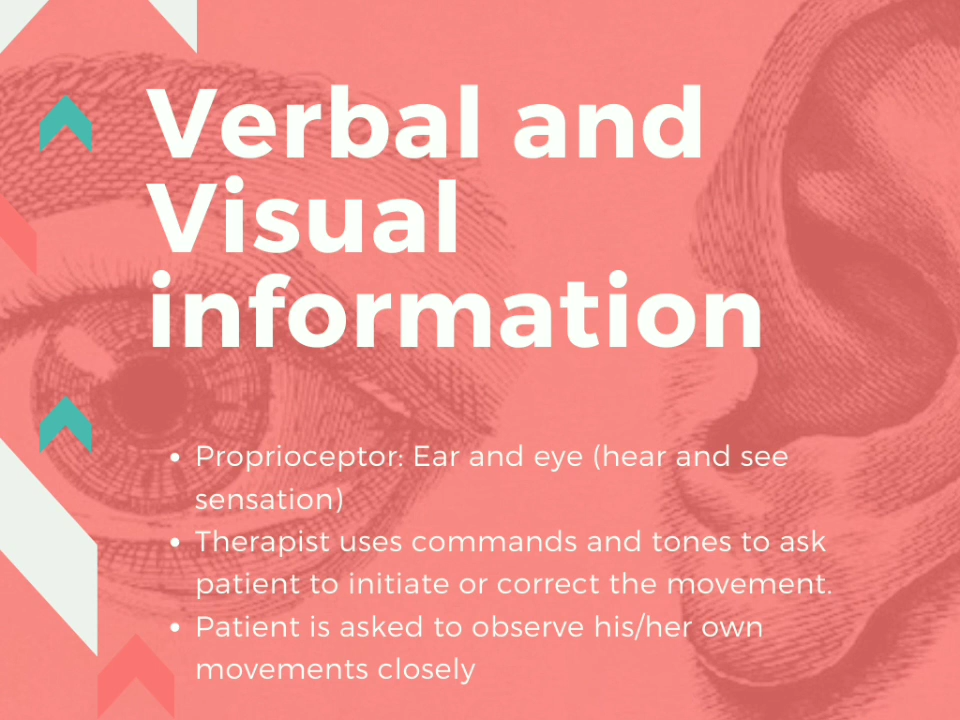 Verbal and
Visual
information
• Proprioceptor: Ear and eye (hear and see
sensation)
• Therapist uses commands and tones to ask
patient to initiate or correct the movement.
• Patient is asked to observe his/her own
movements closely